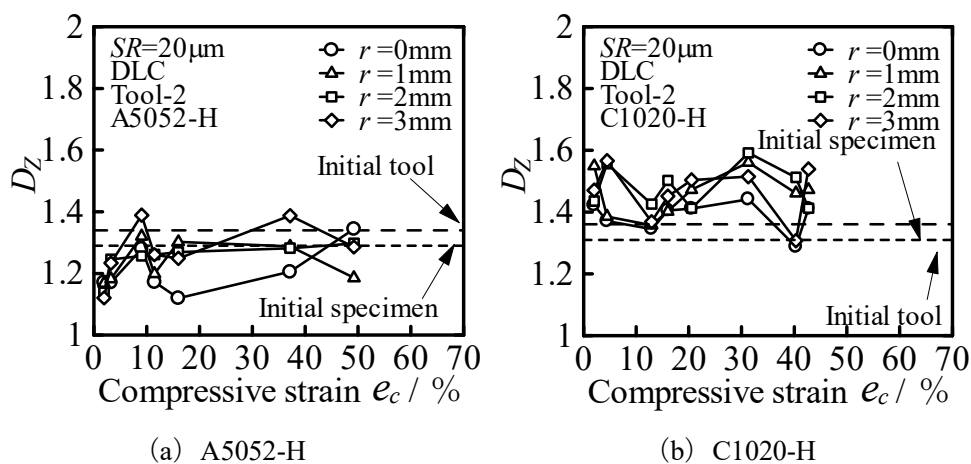 2
1.8
1.6
1.4
1.2
1
D_Z
SR=20μm
DLC
Tool-2
A5052-H
r =0mm
r =1mm
r =2mm
r =3mm
Initial tool
Initial specimen
0 10 20 30 40 50 60 70
Compressive strain e_c / %
(a) A5052-H
2
1.8
1.6
1.4
1.2
1
D_Z
SR=20μm
DLC
Tool-2
C1020-H
r =0mm
r =1mm
r =2mm
r =3mm
Initial specimen
Initial tool
0 10 20 30 40 50 60 70
Compressive strain e_c / %
(b) C1020-H